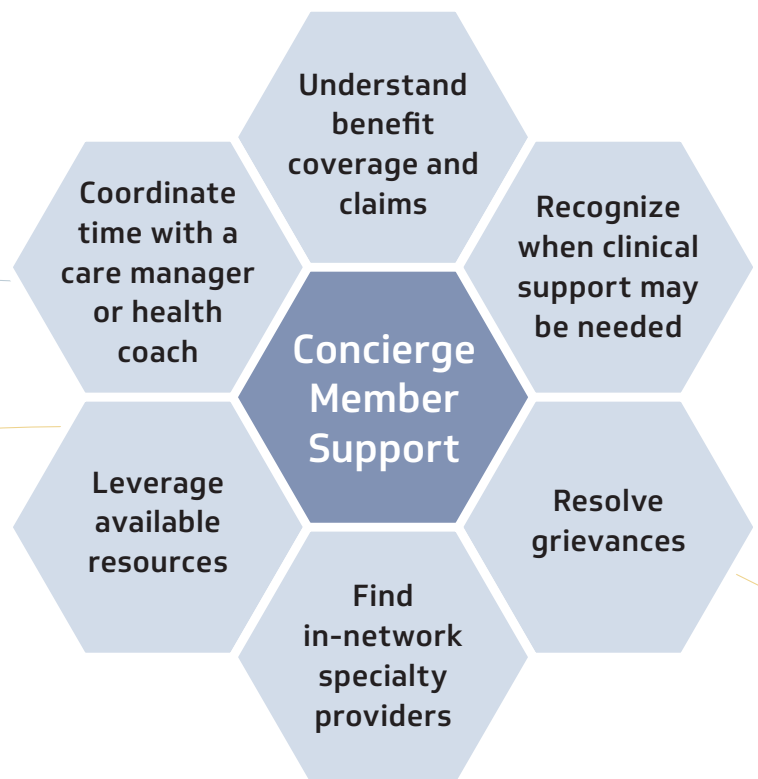 Understand
benefit
coverage and
claims
Coordinate
time with a
care manager
or health
coach
Recognize
when clinical
support may
be needed
Concierge
Member
Support
Leverage
available
resources
Resolve
grievances
Find
in-network
specialty
providers